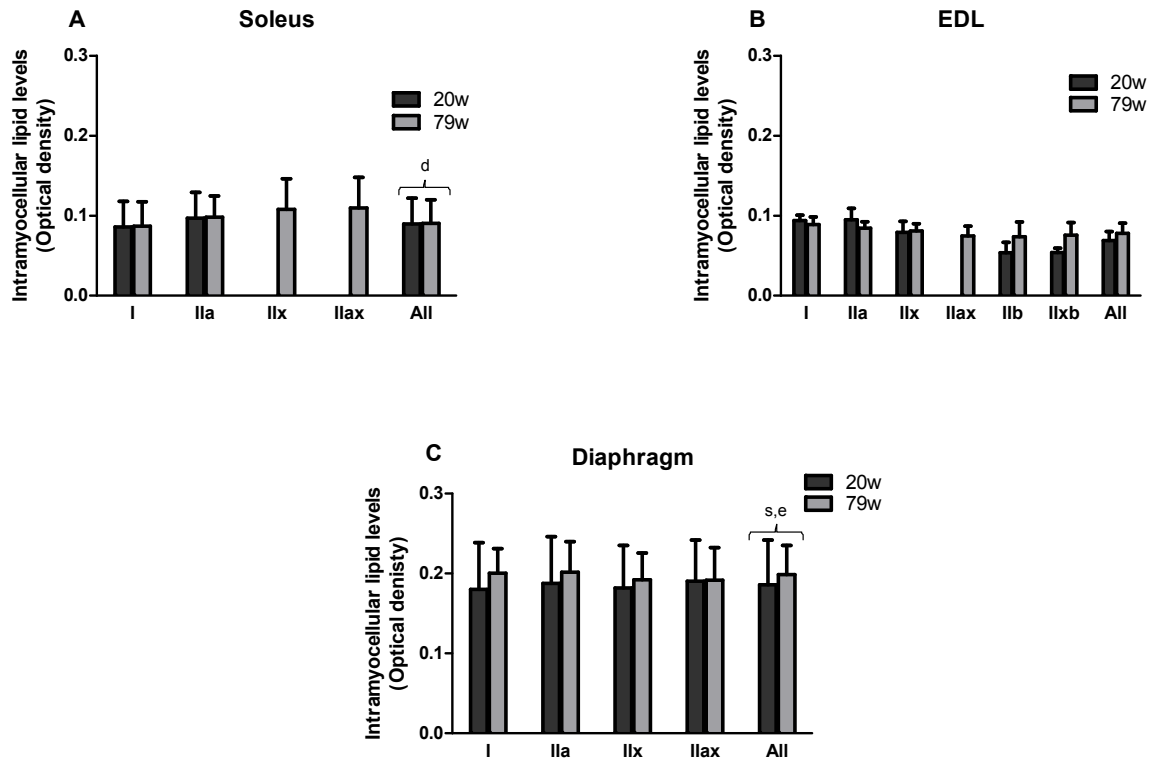 A
Soleus
Intramyocellular lipid levels
(Optical density)
0.3
0.2
0.1
0.0
20w
79w
d
I IIa IIx IIax All
B
EDL
Intramyocellular lipid levels
(Optical density)
0.3
0.2
0.1
0.0
20w
79w
I IIa IIx IIax IIb IIxb All
C
Diaphragm
Intramyocellular lipid levels
(Optical denisty)
0.3
0.2
0.1
0.0
20w
79w
s,e
I IIa IIx IIax All